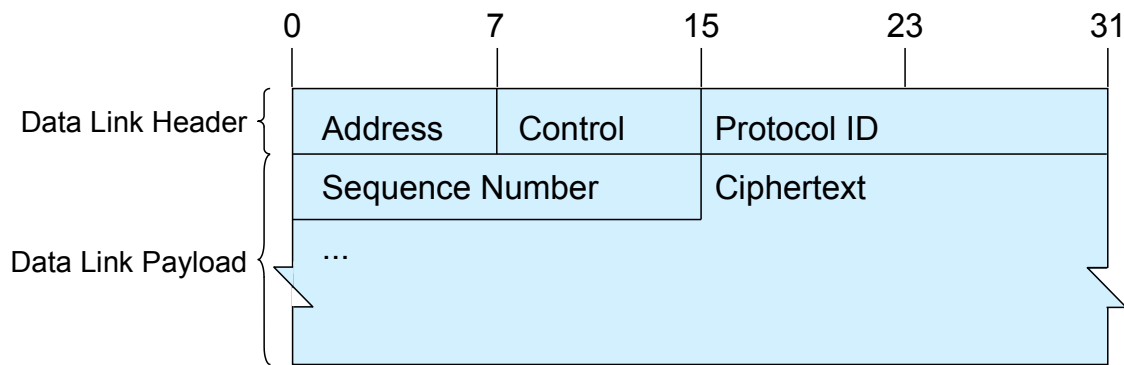 0 7 15 23 31
Data Link Header Address Control Protocol ID
Sequence Number Ciphertext
...
Data Link Payload